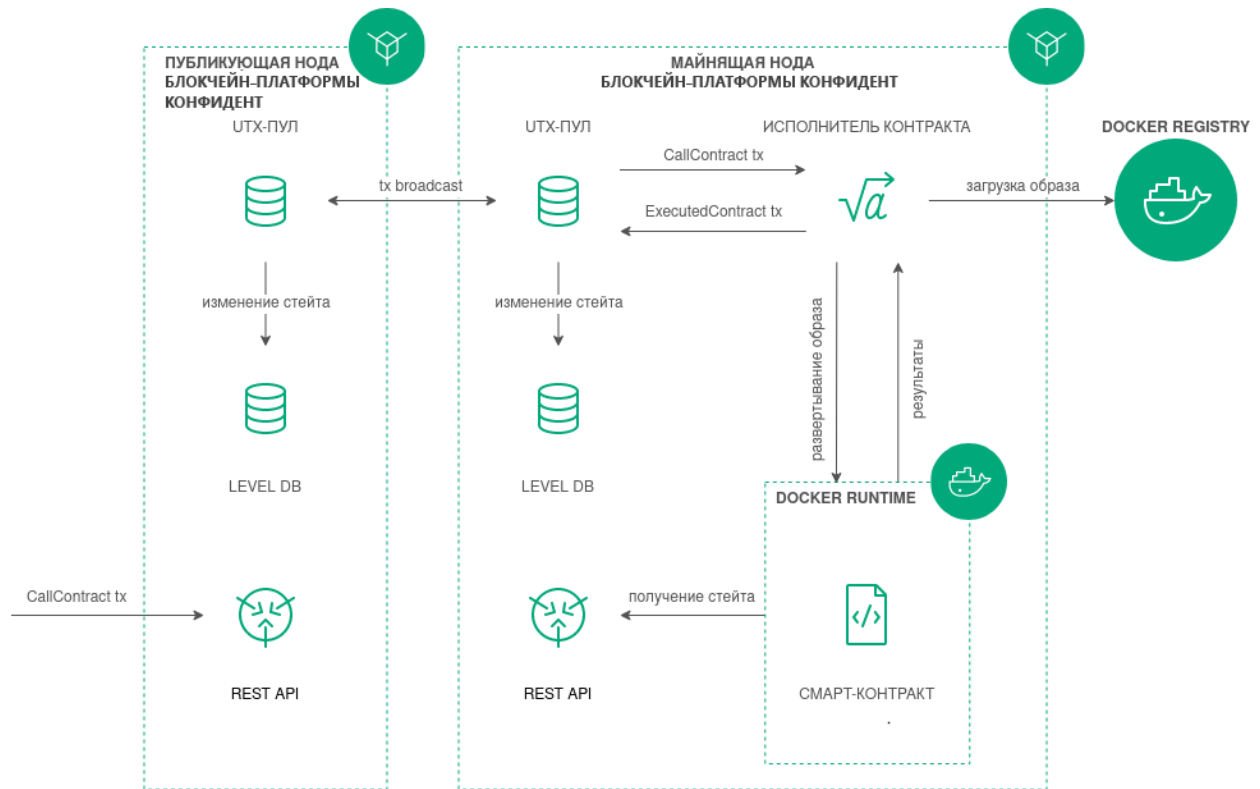 ПУБЛИКУЮЩАЯ НОДА
БЛОКЧЕЙН-ПЛАТФОРМЫ
КОНФИДЕНТ
UTX-ПУЛ
изменение стейта
LEVEL DB
CallContract tx
REST API
tx broadcast
МАЙНЯЩАЯ НОДА
БЛОКЧЕЙН-ПЛАТФОРМЫ КОНФИДЕНТ
UTX-ПУЛ
ИСПОЛНИТЕЛЬ КОНТРАКТА
CallContract tx
ExecutedContract tx
изменение стейта
LEVEL DB
развертывание образа
результаты
DOCKER RUNTIME
получение стейта
REST API
СМАРТ-КОНТРАКТ
.
DOCKER REGISTRY
загрузка образа